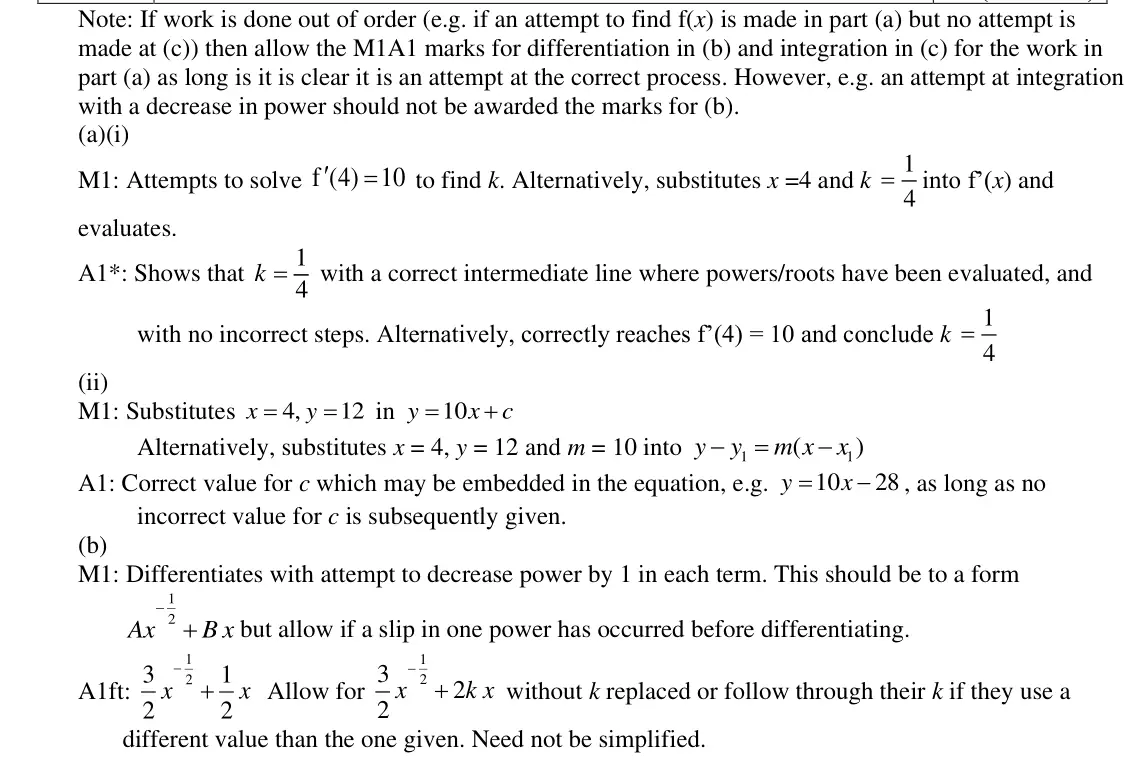 Note: If work is done out of order (e.g. if an attempt to find f(x) is made in part (a) but no attempt is
made at (c)) then allow the M1A1 marks for differentiation in (b) and integration in (c) for the work in
part (a) as long is it is clear it is an attempt at the correct process. However, e.g. an attempt at integration
with a decrease in power should not be awarded the marks for (b).
(a)(i)
M1: Attempts to solve f′(4) = 10 to find k. Alternatively, substitutes x =4 and k = 1/4 into f’(x) and
evaluates.
A1*: Shows that k = 1/4 with a correct intermediate line where powers/roots have been evaluated, and
with no incorrect steps. Alternatively, correctly reaches f’(4) = 10 and conclude k = 1/4
(ii)
M1: Substitutes x = 4, y = 12 in y = 10x + c
Alternatively, substitutes x = 4, y = 12 and m = 10 into y − y₁ = m(x − x₁)
A1: Correct value for c which may be embedded in the equation, e.g. y = 10x − 28 , as long as no
incorrect value for c is subsequently given.
(b)
M1: Differentiates with attempt to decrease power by 1 in each term. This should be to a form
Ax^(−1/2) + B x but allow if a slip in one power has occurred before differentiating.
A1ft: 3/2 x^(−1/2) + 1/2 x Allow for 3/2 x^(−1/2) + 2k x without k replaced or follow through their k if they use a
different value than the one given. Need not be simplified.